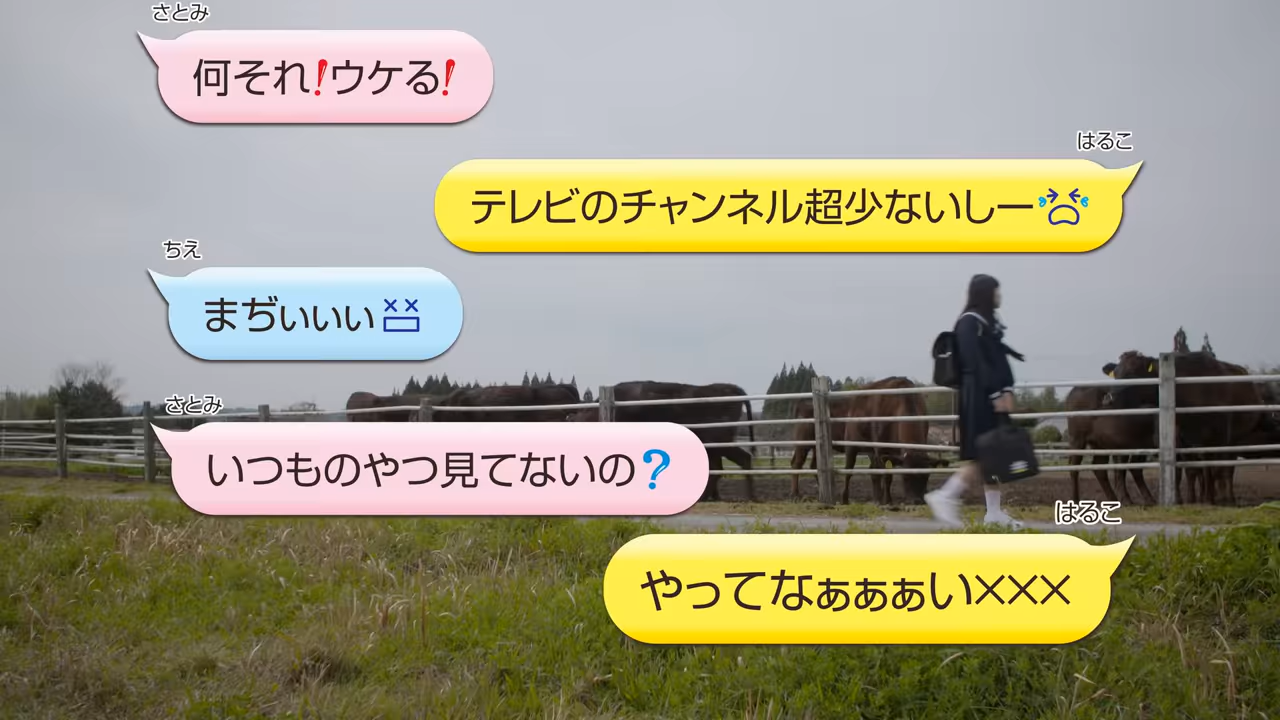 さとみ
何それ!ウケる!
はるこ
テレビのチャンネル超少ないしー
ちえ
まぢぃぃぃ
さとみ
いつものやつ見てないの?
はるこ
やってなぁぁぁい×××